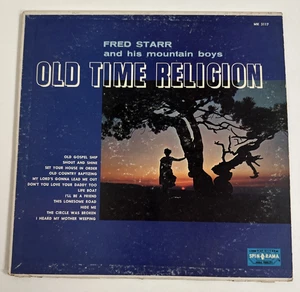 MK 3117
FRED STARR
and his mountain boys
OLD TIME RELIGION
OLD GOSPEL SHIP
SHOUT AND SHINE
SET YOUR HOUSE IN ORDER
OLD COUNTRY BAPTIZING
MY LORD'S GONNA LEAD ME OUT
DON'T YOU LOVE YOUR DADDY TOO
LIFE BOAT
I'LL BE A FRIEND
THIS LONESOME ROAD
HIDE ME
THE CIRCLE WAS BROKEN
I HEARD MY MOTHER WEEPING
SPIN-O-RAMA